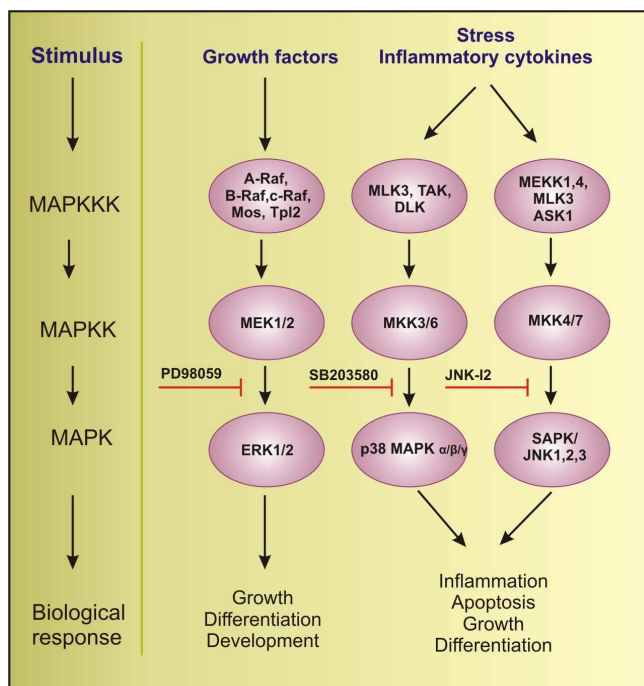 Stimulus
MAPKKK
MAPKK
MAPK
Biological
response
Growth factors
A-Raf,
B-Raf,c-Raf,
Mos, Tpl2
MEK1/2
PD98059
ERK1/2
Growth
Differentiation
Development
Stress
Inflammatory cytokines
MLK3, TAK,
DLK
MKK3/6
SB203580
p38 MAPK α/β/γ
MEKK1,4,
MLK3
ASK1
MKK4/7
JNK-I2
SAPK/
JNK1,2,3
Inflammation
Apoptosis
Growth
Differentiation